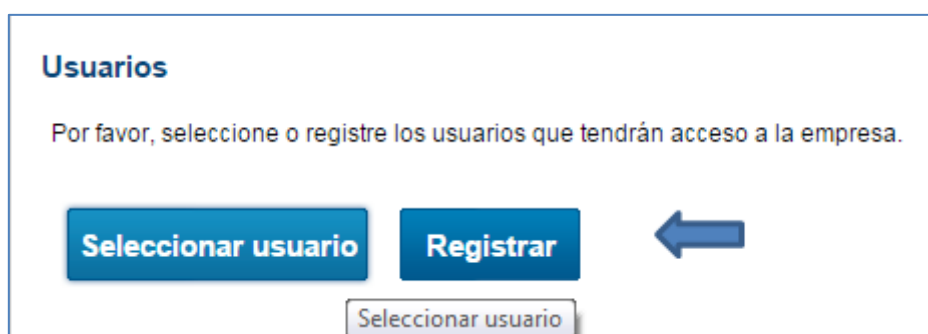 Usuarios
Por favor, seleccione o registre los usuarios que tendrán acceso a la empresa.
Seleccionar usuario Registrar
Seleccionar usuario